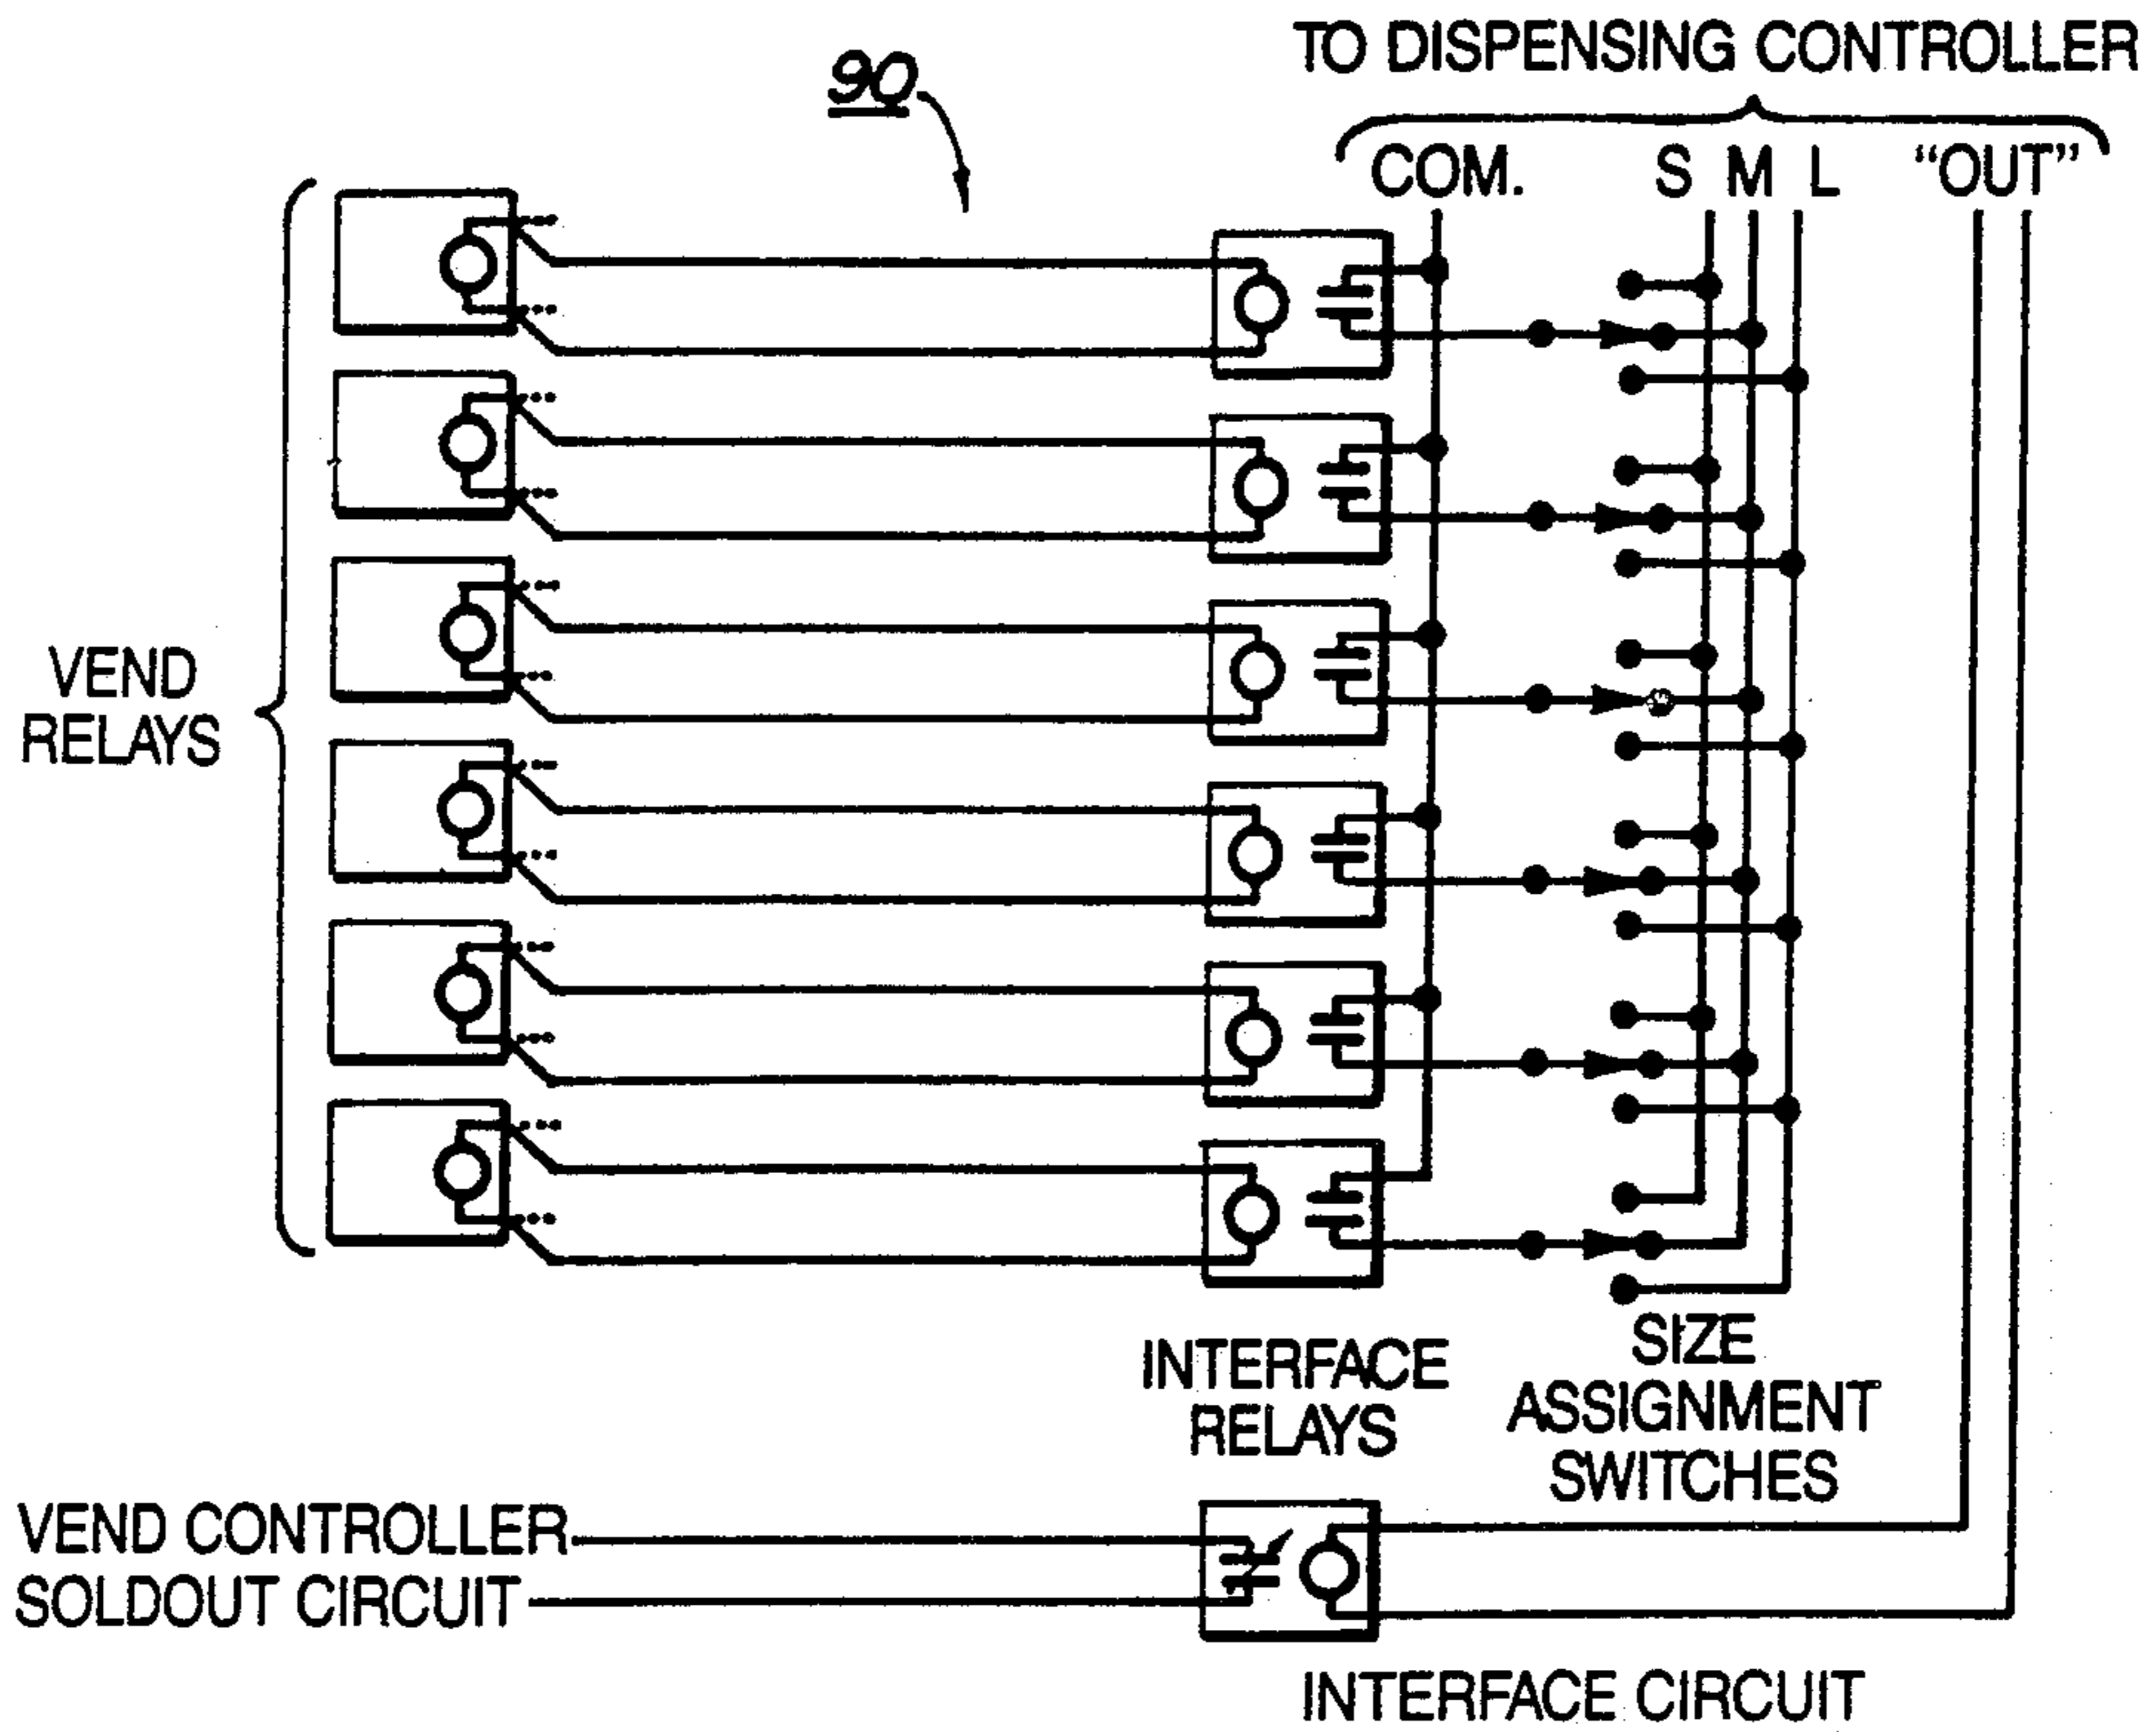 TO DISPENSING CONTROLLER
90
COM. S M L "OUT"
VEND
RELAYS
INTERFACE
RELAYS
SIZE
ASSIGNMENT
SWITCHES
VEND CONTROLLER
SOLDOUT CIRCUIT
INTERFACE CIRCUIT